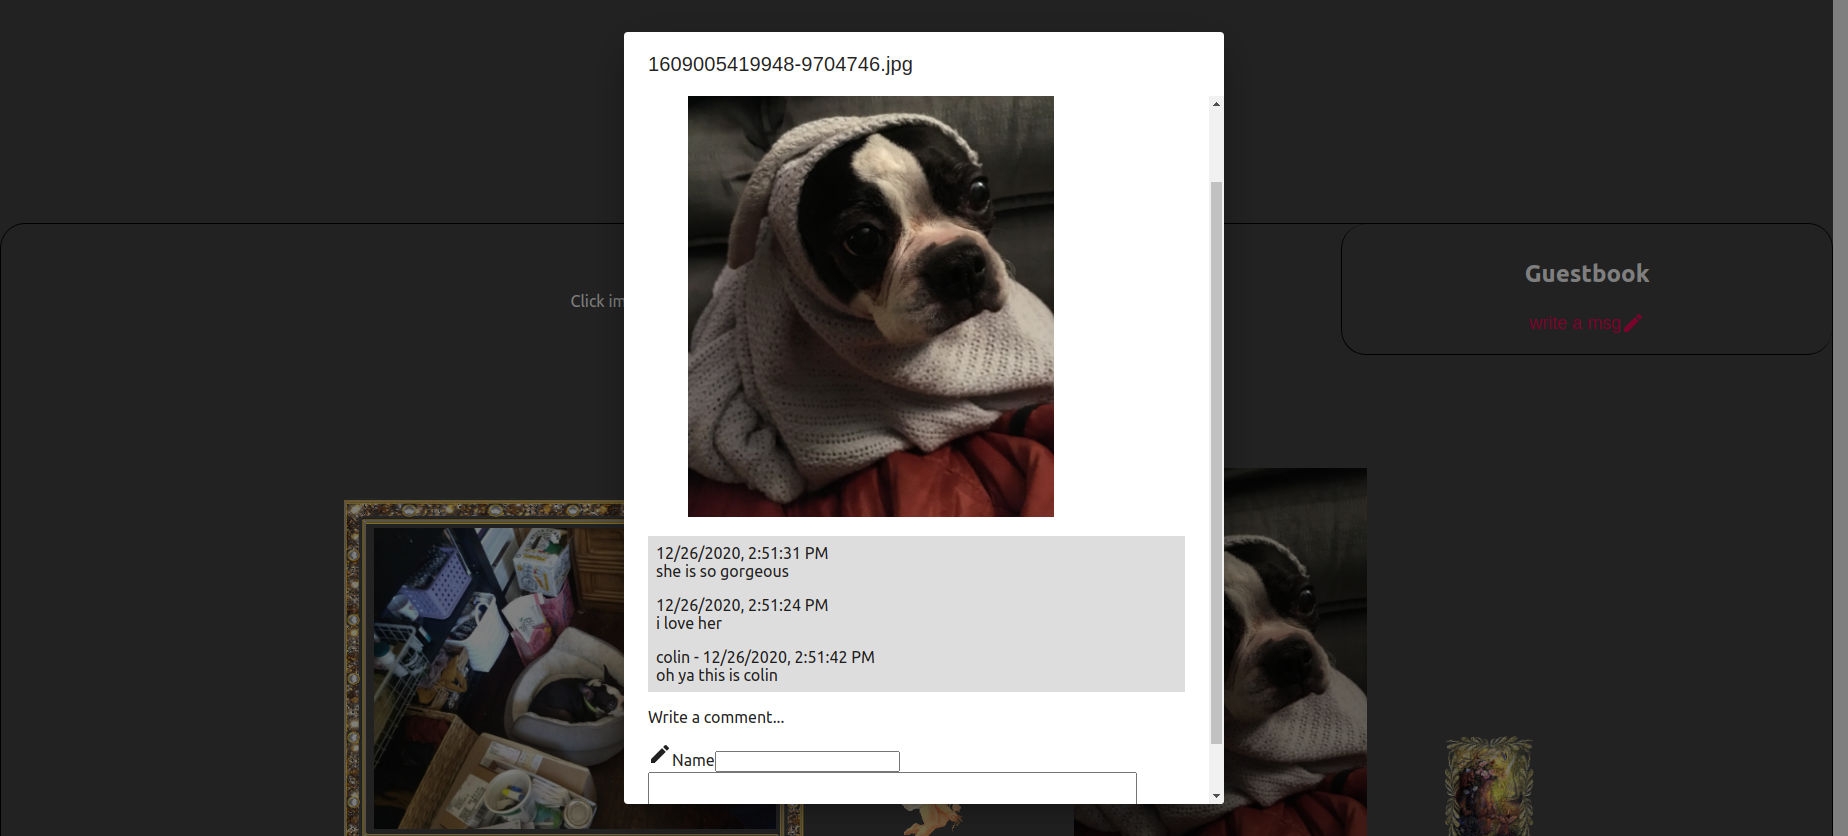 1609005419948-9704746.jpg
Click im
Guestbook
write a msg
12/26/2020, 2:51:31 PM
she is so gorgeous
12/26/2020, 2:51:24 PM
i love her
colin - 12/26/2020, 2:51:42 PM
oh ya this is colin
Write a comment...
Name